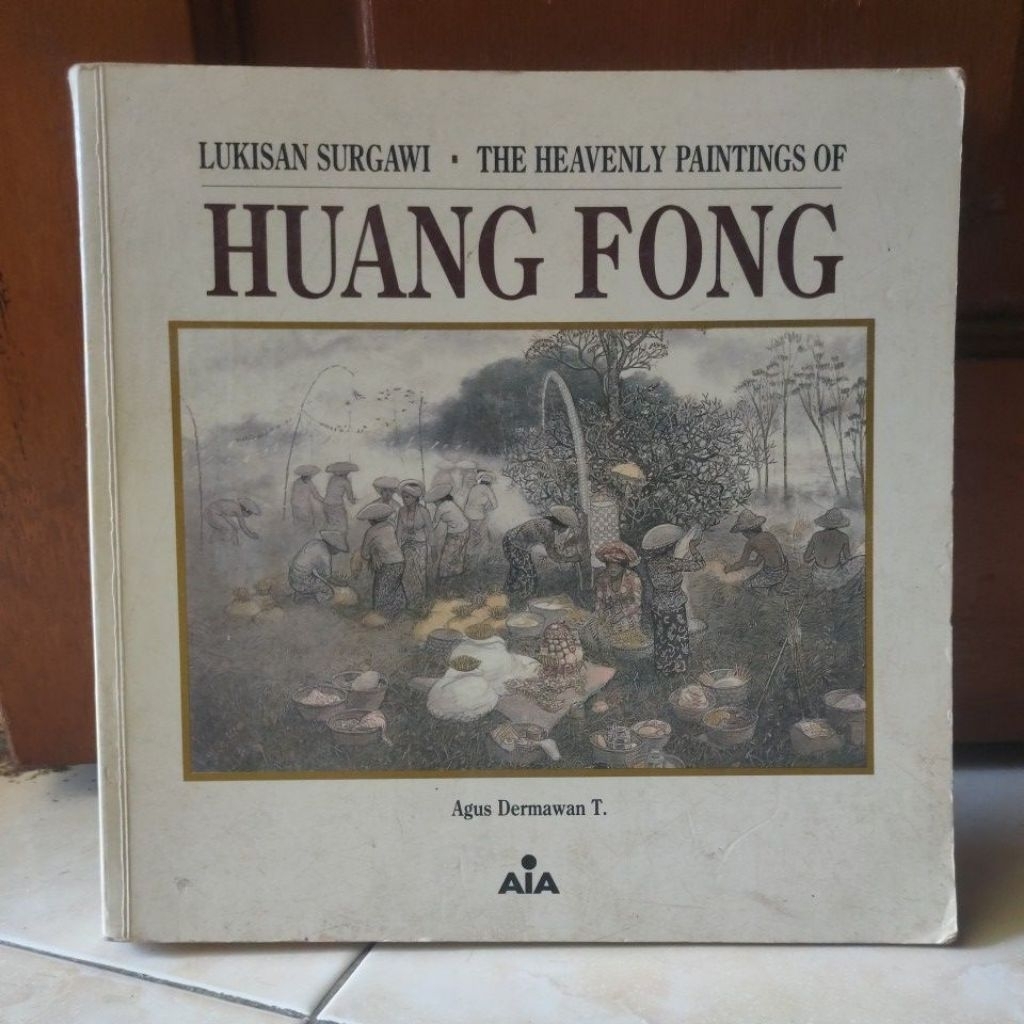 LUKISAN SURGAWI ▪ THE HEAVENLY PAINTINGS OF
HUANG FONG
Agus Dermawan T.
AiA